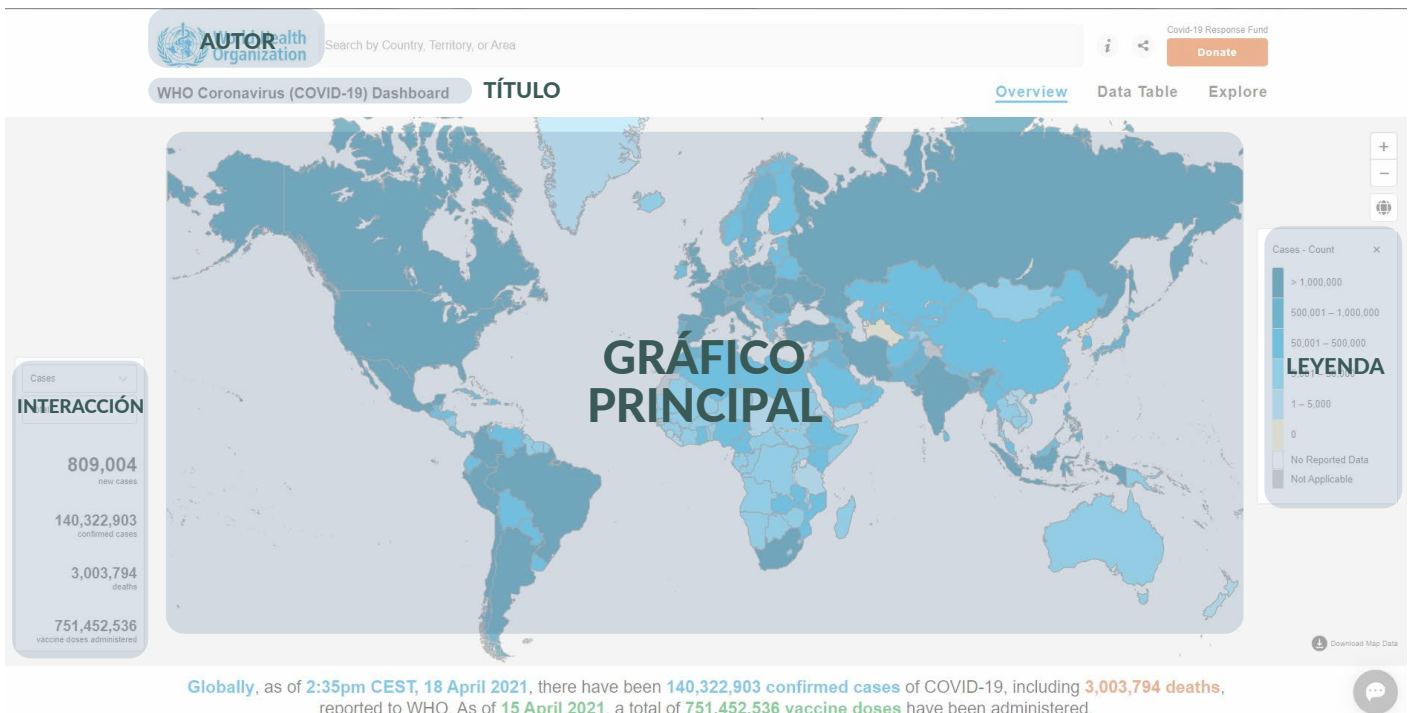 World Health
AUTOR
Organization
Search by Country, Territory, or Area
Covid-19 Response Fund
Donate
WHO Coronavirus (COVID-19) Dashboard
TÍTULO
Overview
Data Table
Explore
+
−
Cases - Count ×
> 1,000,000
500,001 – 1,000,000
50,001 – 500,000
LEYENDA
1 – 5,000
0
No Reported Data
Not Applicable
GRÁFICO
PRINCIPAL
Cases
INTERACCIÓN
809,004
new cases
140,322,903
confirmed cases
3,003,794
deaths
751,452,536
vaccine doses administered
Download Map Data
Globally, as of 2:35pm CEST, 18 April 2021, there have been 140,322,903 confirmed cases of COVID-19, including 3,003,794 deaths,
reported to WHO. As of 15 April 2021, a total of 751,452,536 vaccine doses have been administered.